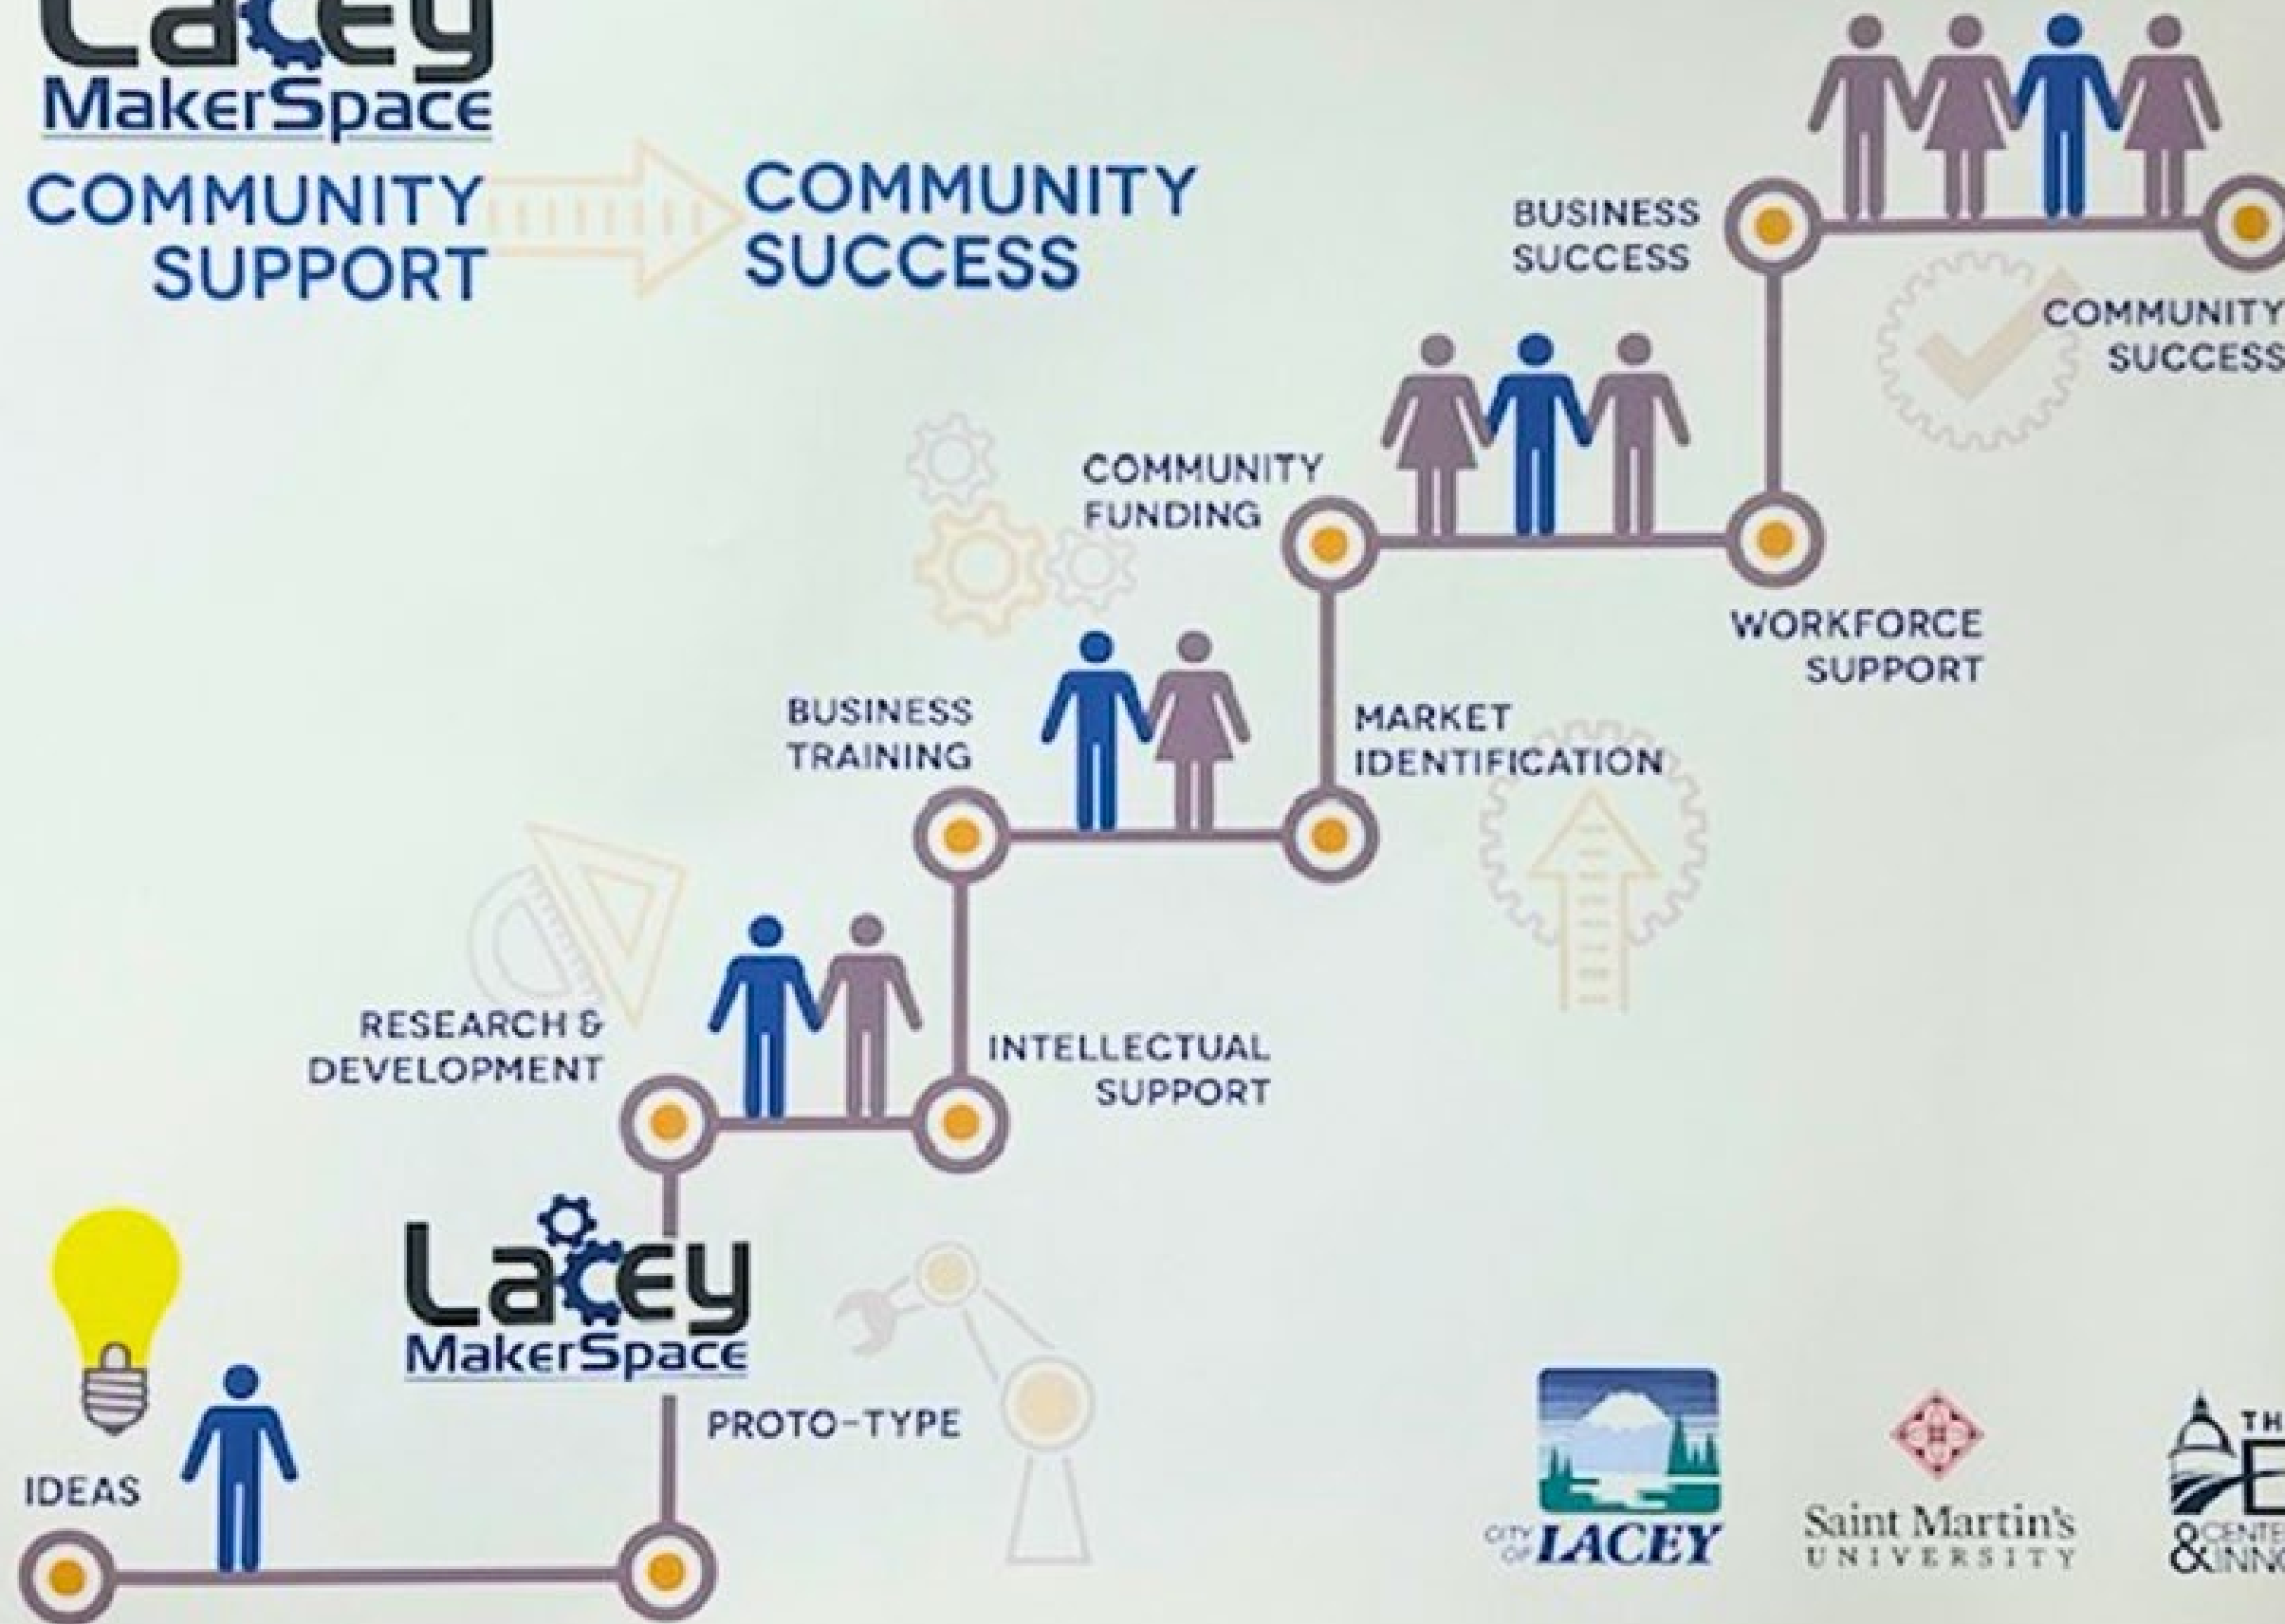 Lacey
MakerSpace
COMMUNITY
SUPPORT
COMMUNITY
SUCCESS
BUSINESS
SUCCESS
COMMUNITY
SUCCESS
COMMUNITY
FUNDING
WORKFORCE
SUPPORT
BUSINESS
TRAINING
MARKET
IDENTIFICATION
RESEARCH &
DEVELOPMENT
INTELLECTUAL
SUPPORT
Lacey
MakerSpace
PROTO-TYPE
IDEAS
CITY
OF LACEY
Saint Martin's
UNIVERSITY
&